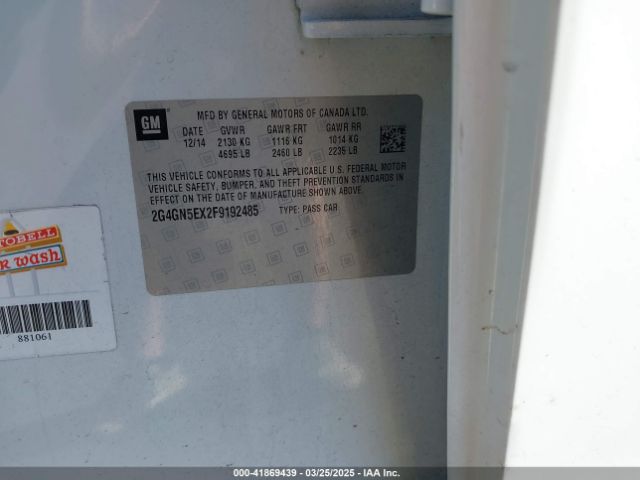 GM
MFD BY GENERAL MOTORS OF CANADA LTD.
DATE GVWR GAWR FRT GAWR RR
12/14 2130 KG 1116 KG 1014 KG
4695 LB 2460 LB 2235 LB
THIS VEHICLE CONFORMS TO ALL APPLICABLE U.S. FEDERAL MOTOR
VEHICLE SAFETY, BUMPER, AND THEFT PREVENTION STANDARDS IN
EFFECT ON THE DATE OF MANUFACTURE SHOWN ABOVE.
2G4GN5EX2F9192485 TYPE: PASS CAR
TOBELL
r wash
881061
000-41869439 - 03/25/2025 - IAA Inc.